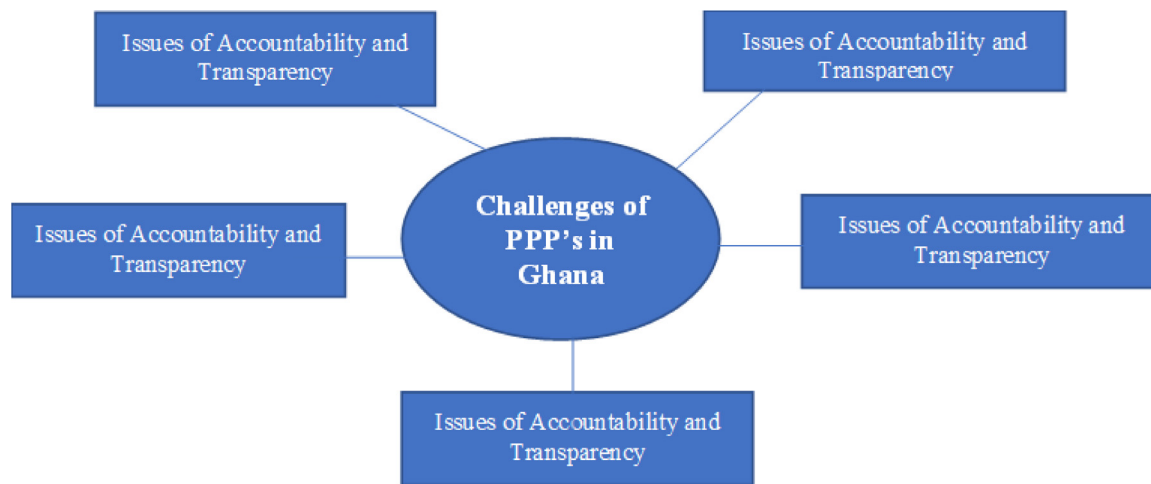 Issues of Accountability and
Transparency
Issues of Accountability and
Transparency
Challenges of
PPP's in
Ghana
Issues of Accountability and
Transparency
Issues of Accountability and
Transparency
Issues of Accountability and
Transparency